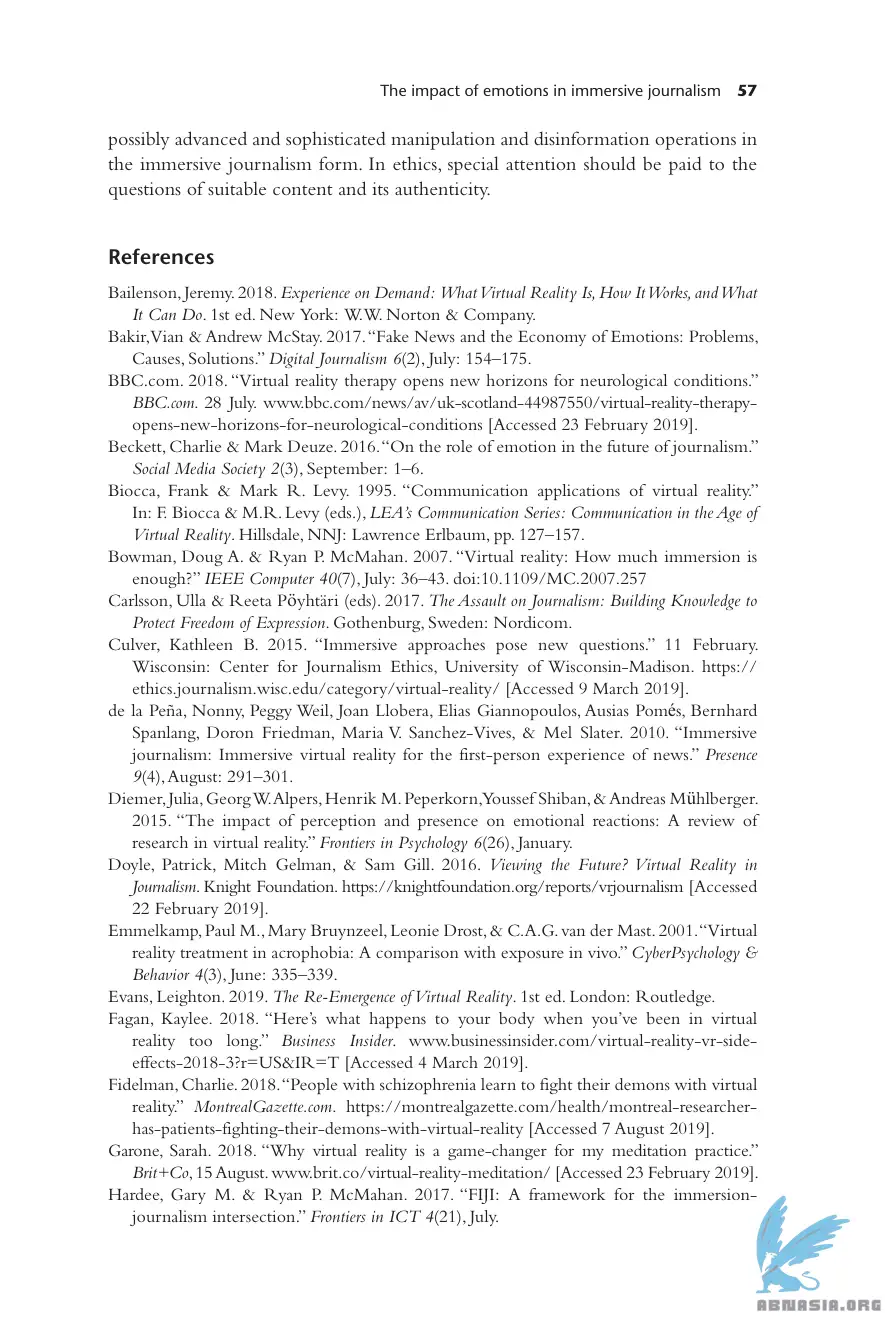 The impact of emotions in immersive journalism 57
possibly advanced and sophisticated manipulation and disinformation operations in
the immersive journalism form. In ethics, special attention should be paid to the
questions of suitable content and its authenticity.
References
Bailenson, Jeremy. 2018. Experience on Demand: What Virtual Reality Is, How It Works, and What
It Can Do. 1st ed. New York: W.W. Norton & Company.
Bakir,Vian & Andrew McStay. 2017. “Fake News and the Economy of Emotions: Problems,
Causes, Solutions.” Digital Journalism 6(2), July: 154–175.
BBC.com. 2018. “Virtual reality therapy opens new horizons for neurological conditions.”
BBC.com. 28 July. www.bbc.com/news/av/uk-scotland-44987550/virtual-reality-therapy-
opens-new-horizons-for-neurological-conditions [Accessed 23 February 2019].
Beckett, Charlie & Mark Deuze. 2016. “On the role of emotion in the future of journalism.”
Social Media Society 2(3), September: 1–6.
Biocca, Frank & Mark R. Levy. 1995. “Communication applications of virtual reality.”
In: F. Biocca & M.R. Levy (eds.), LEA’s Communication Series: Communication in the Age of
Virtual Reality. Hillsdale, NNJ: Lawrence Erlbaum, pp. 127–157.
Bowman, Doug A. & Ryan P. McMahan. 2007. “Virtual reality: How much immersion is
enough?” IEEE Computer 40(7), July: 36–43. doi:10.1109/MC.2007.257
Carlsson, Ulla & Reeta Pöyhtäri (eds). 2017. The Assault on Journalism: Building Knowledge to
Protect Freedom of Expression. Gothenburg, Sweden: Nordicom.
Culver, Kathleen B. 2015. “Immersive approaches pose new questions.” 11 February.
Wisconsin: Center for Journalism Ethics, University of Wisconsin-Madison. https://
ethics.journalism.wisc.edu/category/virtual-reality/ [Accessed 9 March 2019].
de la Peña, Nonny, Peggy Weil, Joan Llobera, Elias Giannopoulos, Ausias Pomés, Bernhard
Spanlang, Doron Friedman, Maria V. Sanchez-Vives, & Mel Slater. 2010. “Immersive
journalism: Immersive virtual reality for the first-person experience of news.” Presence
9(4), August: 291–301.
Diemer, Julia, Georg W. Alpers, Henrik M. Peperkorn,Youssef Shiban, & Andreas Mühlberger.
2015. “The impact of perception and presence on emotional reactions: A review of
research in virtual reality.” Frontiers in Psychology 6(26), January.
Doyle, Patrick, Mitch Gelman, & Sam Gill. 2016. Viewing the Future? Virtual Reality in
Journalism. Knight Foundation. https://knightfoundation.org/reports/vrjournalism [Accessed
22 February 2019].
Emmelkamp, Paul M., Mary Bruynzeel, Leonie Drost, & C.A.G. van der Mast. 2001. “Virtual
reality treatment in acrophobia: A comparison with exposure in vivo.” CyberPsychology &
Behavior 4(3), June: 335–339.
Evans, Leighton. 2019. The Re-Emergence of Virtual Reality. 1st ed. London: Routledge.
Fagan, Kaylee. 2018. “Here’s what happens to your body when you’ve been in virtual
reality too long.” Business Insider. www.businessinsider.com/virtual-reality-vr-side-
effects-2018-3?r=US&IR=T [Accessed 4 March 2019].
Fidelman, Charlie. 2018. “People with schizophrenia learn to fight their demons with virtual
reality.” MontrealGazette.com. https://montrealgazette.com/health/montreal-researcher-
has-patients-fighting-their-demons-with-virtual-reality [Accessed 7 August 2019].
Garone, Sarah. 2018. “Why virtual reality is a game-changer for my meditation practice.”
Brit+Co, 15 August. www.brit.co/virtual-reality-meditation/ [Accessed 23 February 2019].
Hardee, Gary M. & Ryan P. McMahan. 2017. “FIJI: A framework for the immersion-
journalism intersection.” Frontiers in ICT 4(21), July.
ABNASIA.ORG